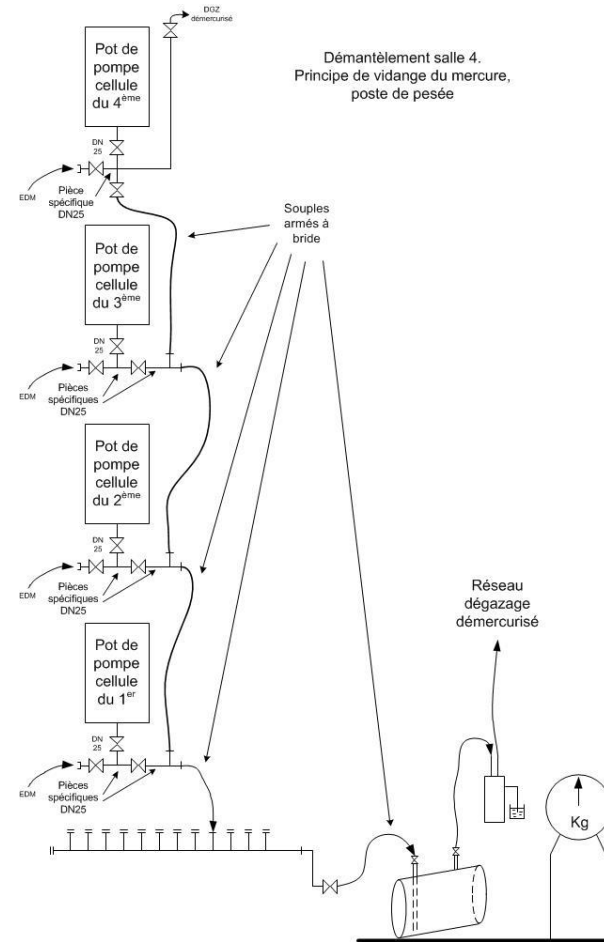 DGZ
démercurisé
Démantèlement salle 4.
Principe de vidange du mercure,
poste de pesée
Pot de
pompe
cellule
du 4ème
DN
25
EDM
Pièce
spécifique
DN25
Souples
armés à
bride
Pot de
pompe
cellule
du 3ème
DN
25
EDM
Pièces
spécifiques
DN25
Pot de
pompe
cellule
du 2ème
DN
25
EDM
Pièces
spécifiques
DN25
Réseau
dégazage
démercurisé
Pot de
pompe
cellule
du 1er
DN
25
EDM
Pièces
spécifiques
DN25
Kg